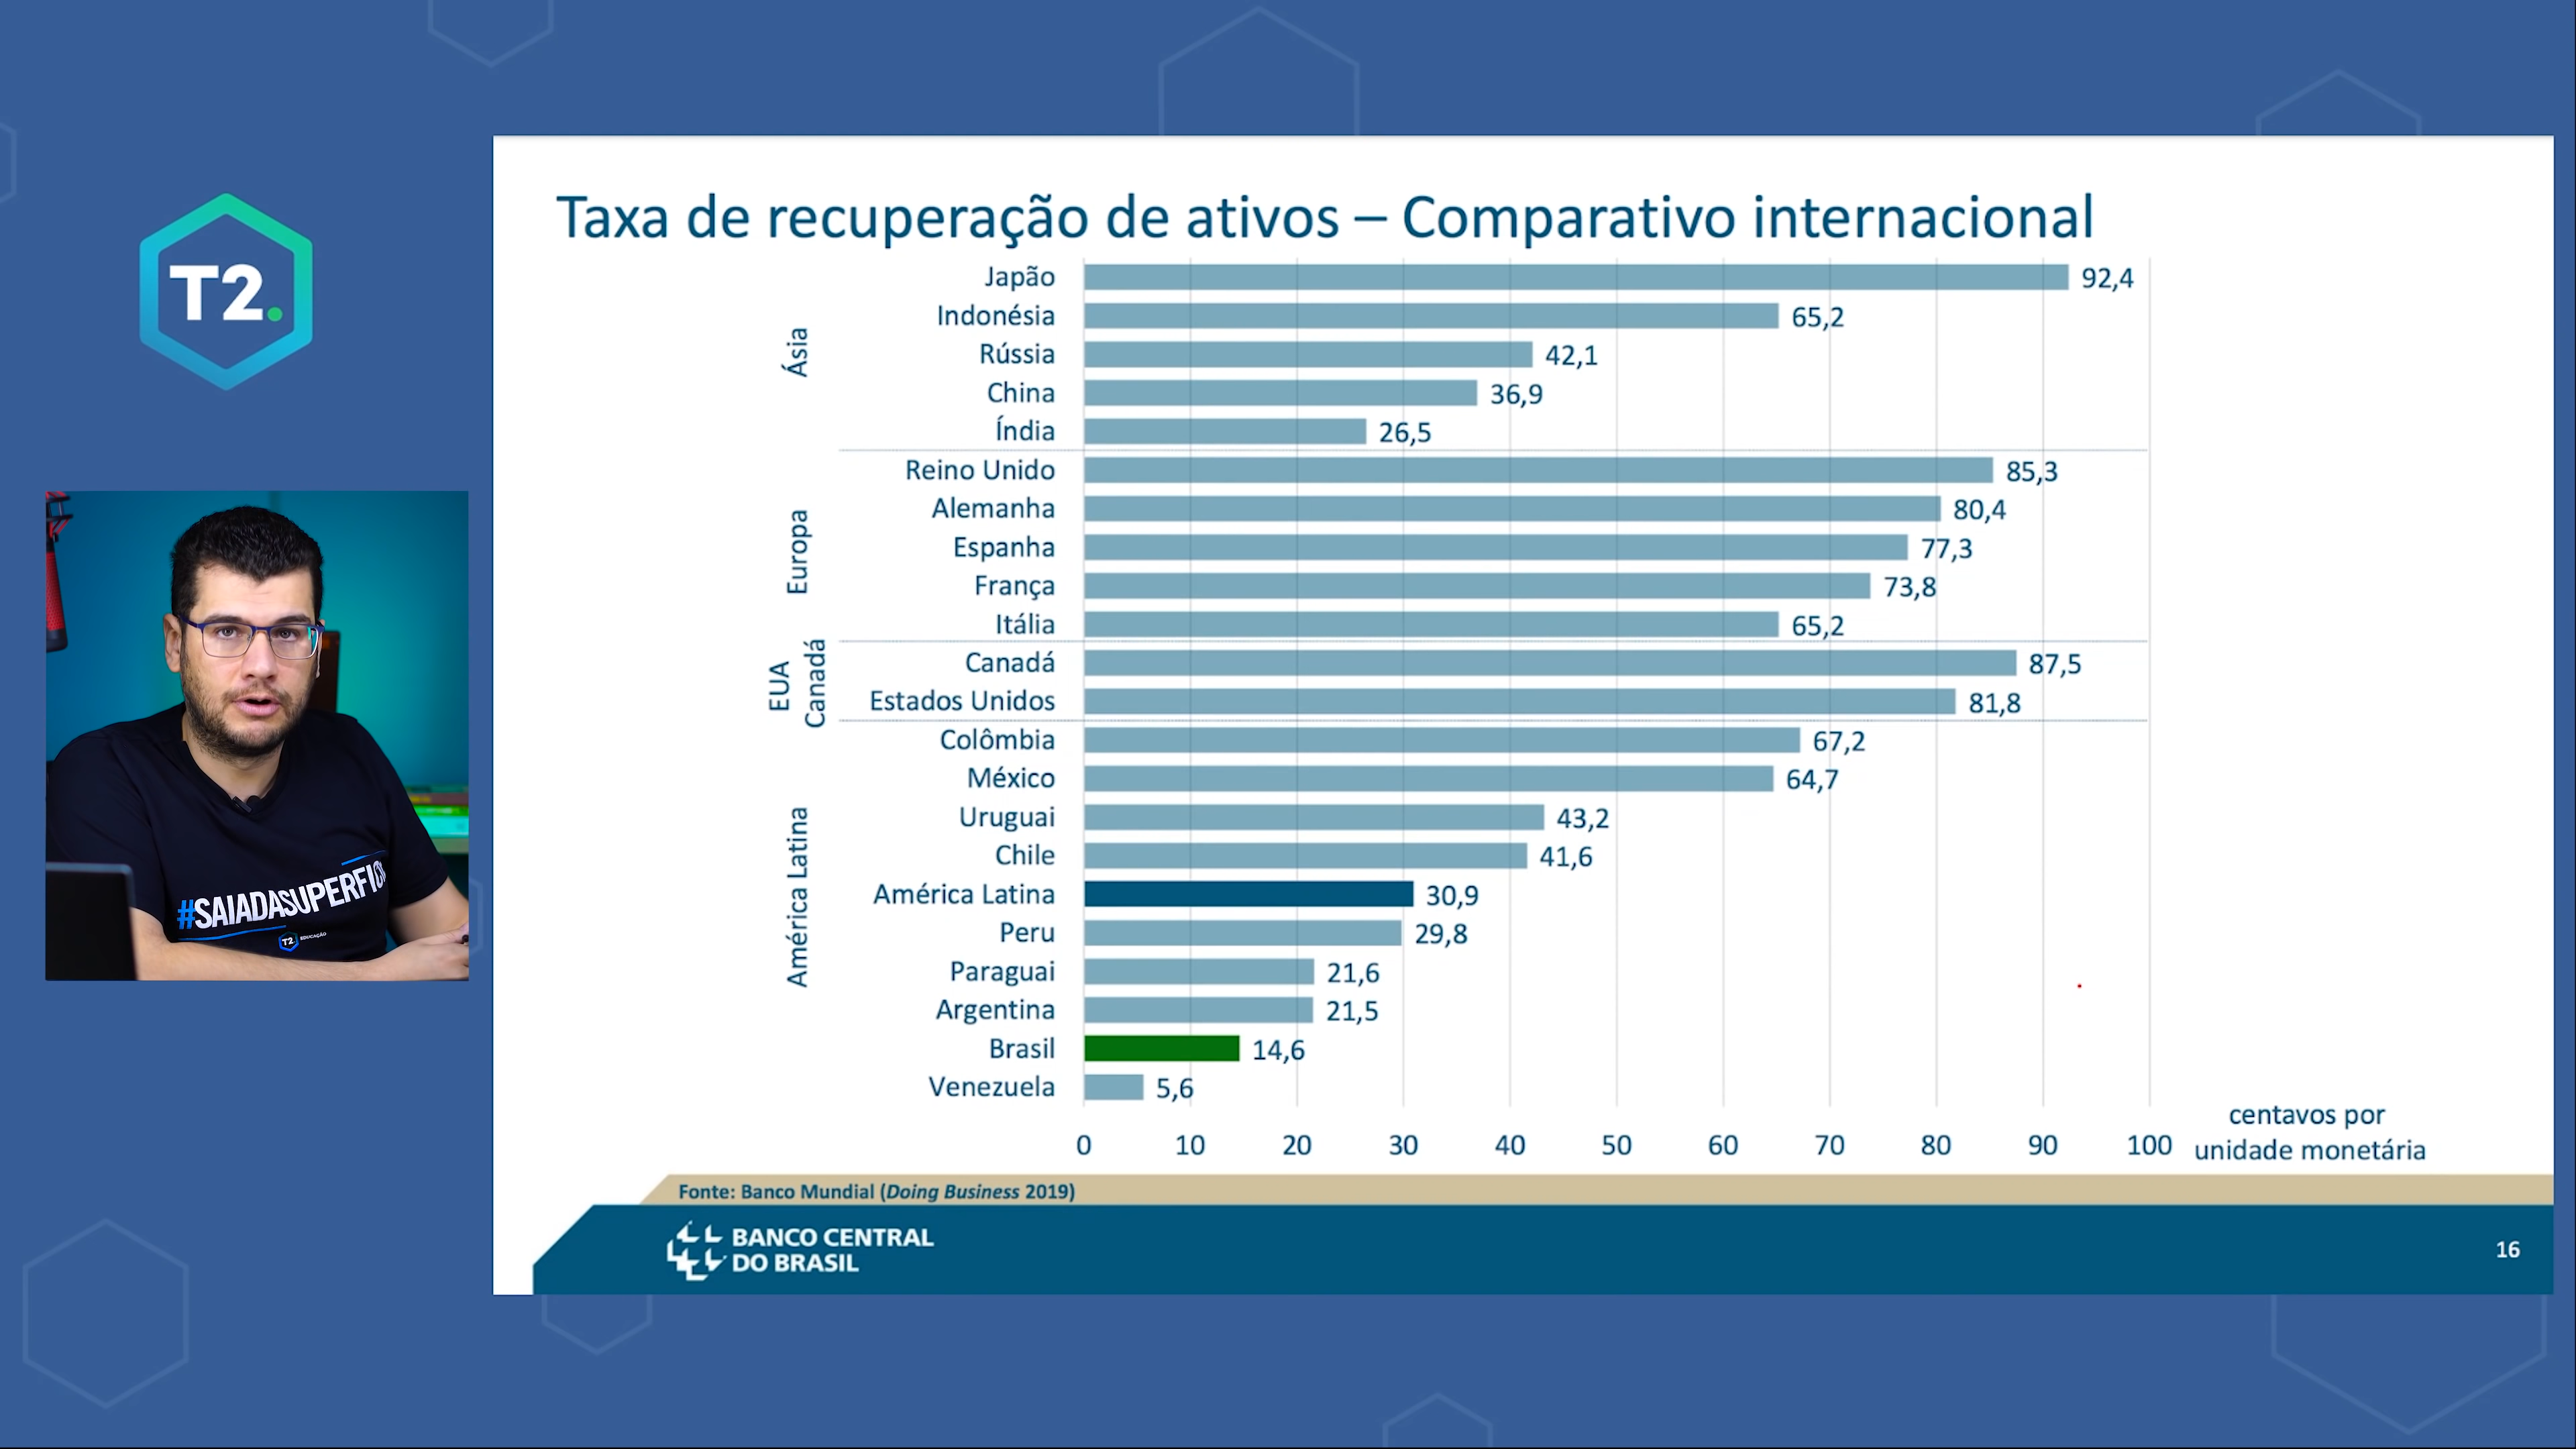 T2.
#SAIADASUPERFICI
T2 EDUCAÇÃO
Taxa de recuperação de ativos – Comparativo internacional
Ásia
Japão 92,4
Indonésia 65,2
Rússia 42,1
China 36,9
Índia 26,5
Europa
Reino Unido 85,3
Alemanha 80,4
Espanha 77,3
França 73,8
Itália 65,2
EUA
Canadá
Canadá 87,5
Estados Unidos 81,8
América Latina
Colômbia 67,2
México 64,7
Uruguai 43,2
Chile 41,6
América Latina 30,9
Peru 29,8
Paraguai 21,6
Argentina 21,5
Brasil 14,6
Venezuela 5,6
0 10 20 30 40 50 60 70 80 90 100
centavos por
unidade monetária
Fonte: Banco Mundial (Doing Business 2019)
BANCO CENTRAL
DO BRASIL
16